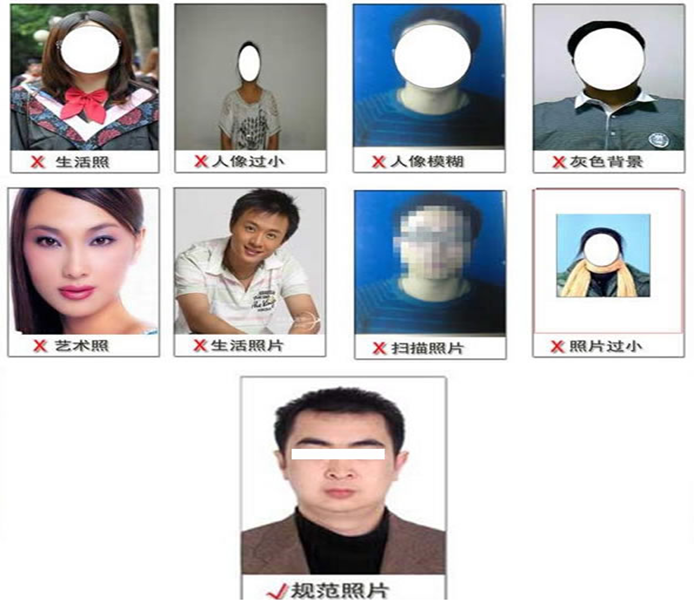 ✗ 生活照
✗ 人像过小
✗ 人像模糊
✗ 灰色背景
✗ 艺术照
✗ 生活照片
✗ 扫描照片
✗ 照片过小
✓ 规范照片